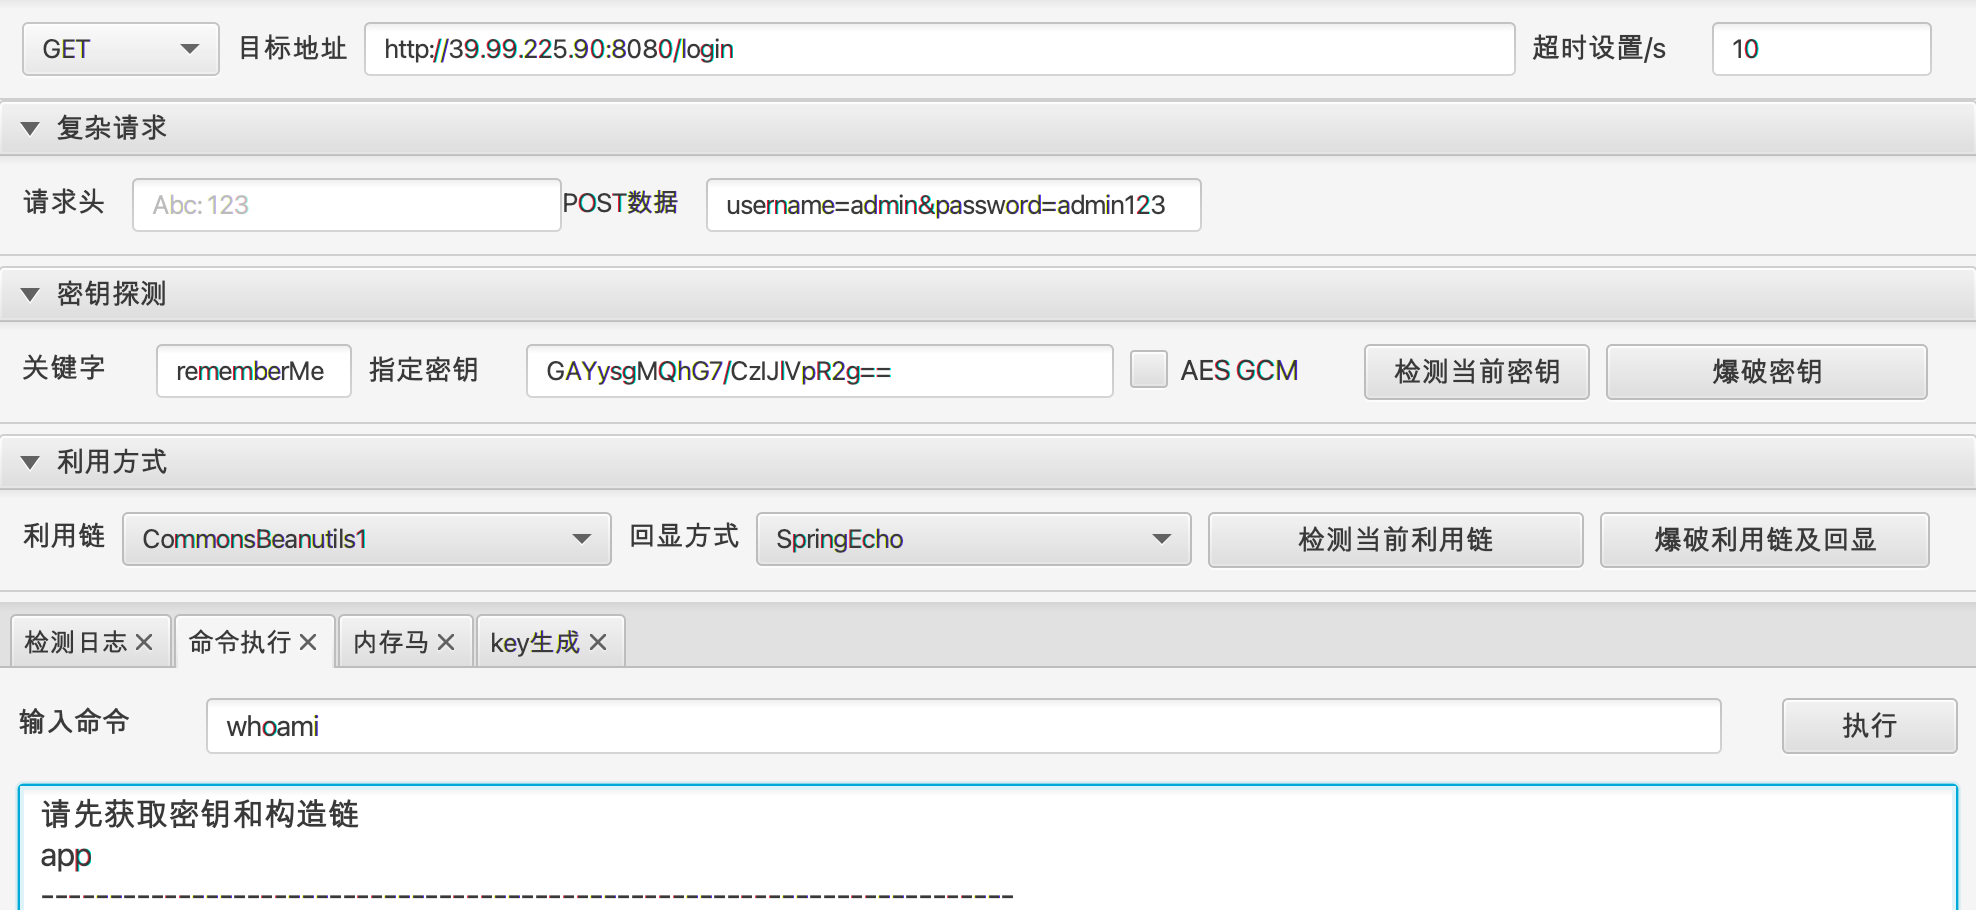 GET 目标地址 http://39.99.225.90:8080/login 超时设置/s 10
复杂请求
请求头 Abc: 123 POST数据 username=admin&password=admin123
密钥探测
关键字 rememberMe 指定密钥 GAYysgMQhG7/CzIJlVpR2g== AES GCM 检测当前密钥 爆破密钥
利用方式
利用链 CommonsBeanutils1 回显方式 SpringEcho 检测当前利用链 爆破利用链及回显
检测日志 命令执行 内存马 key生成
输入命令 whoami 执行
请先获取密钥和构造链
app
------------------------------------------------------------------------